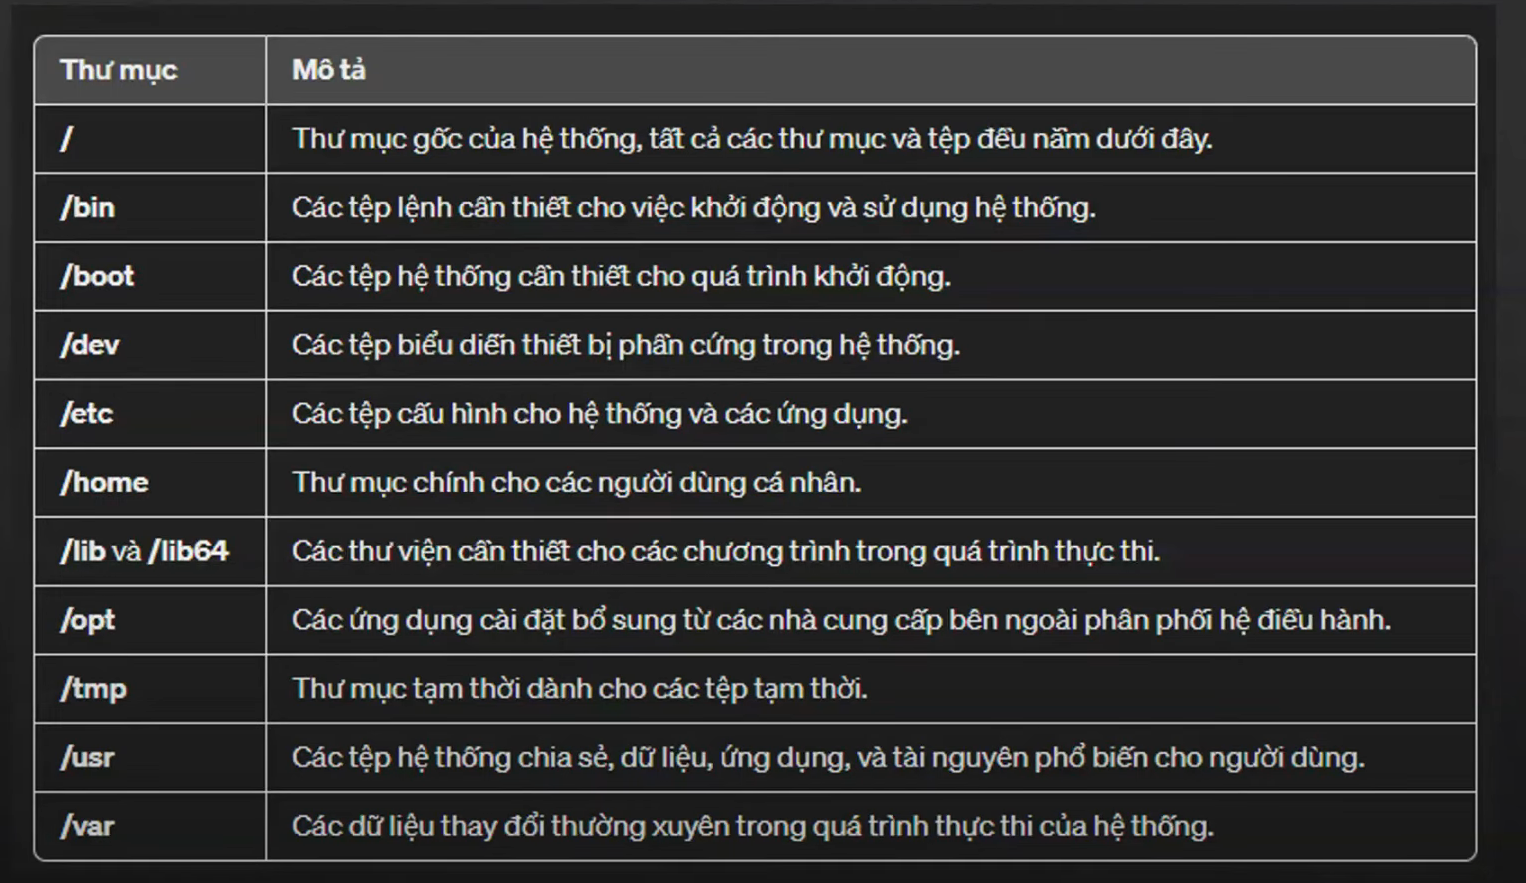 Thư mục Mô tả
/ Thư mục gốc của hệ thống, tất cả các thư mục và tệp đều nằm dưới đây.
/bin Các tệp lệnh cần thiết cho việc khởi động và sử dụng hệ thống.
/boot Các tệp hệ thống cần thiết cho quá trình khởi động.
/dev Các tệp biểu diễn thiết bị phần cứng trong hệ thống.
/etc Các tệp cấu hình cho hệ thống và các ứng dụng.
/home Thư mục chính cho các người dùng cá nhân.
/lib và /lib64 Các thư viện cần thiết cho các chương trình trong quá trình thực thi.
/opt Các ứng dụng cài đặt bổ sung từ các nhà cung cấp bên ngoài phân phối hệ điều hành.
/tmp Thư mục tạm thời dành cho các tệp tạm thời.
/usr Các tệp hệ thống chia sẻ, dữ liệu, ứng dụng, và tài nguyên phổ biến cho người dùng.
/var Các dữ liệu thay đổi thường xuyên trong quá trình thực thi của hệ thống.